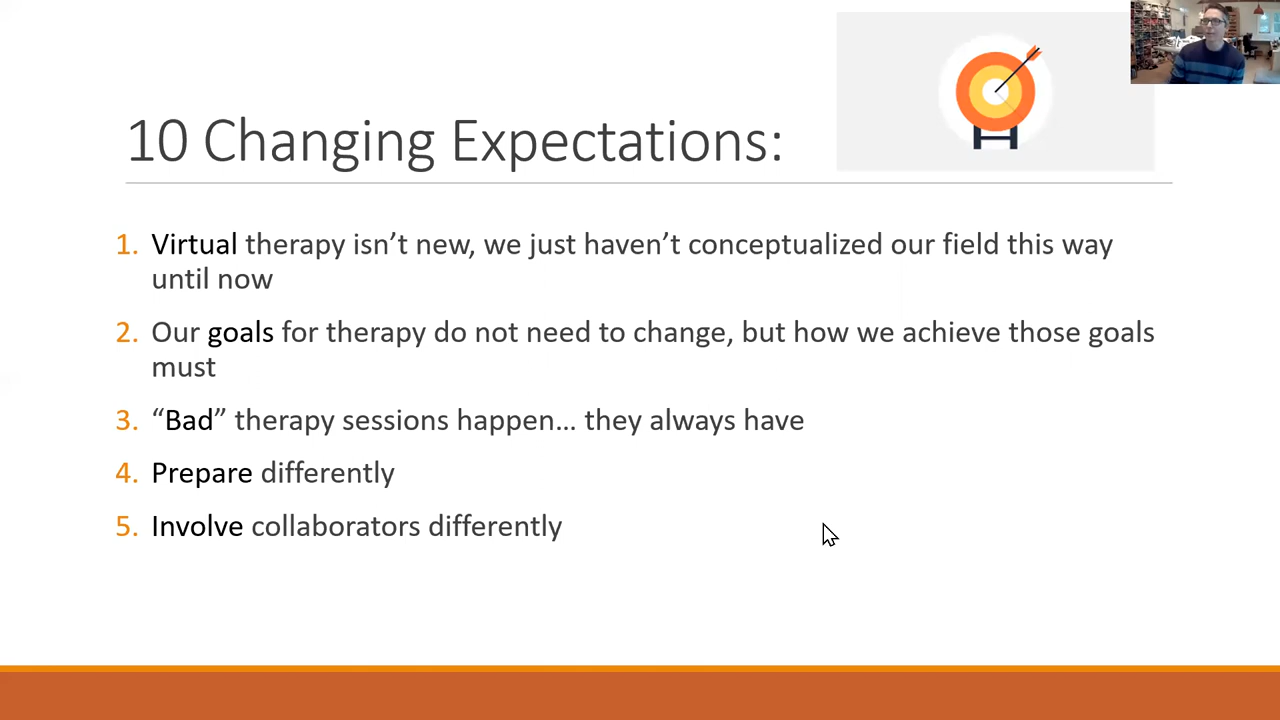 10 Changing Expectations:
1. Virtual therapy isn’t new, we just haven’t conceptualized our field this way
until now
2. Our goals for therapy do not need to change, but how we achieve those goals
must
3. “Bad” therapy sessions happen… they always have
4. Prepare differently
5. Involve collaborators differently